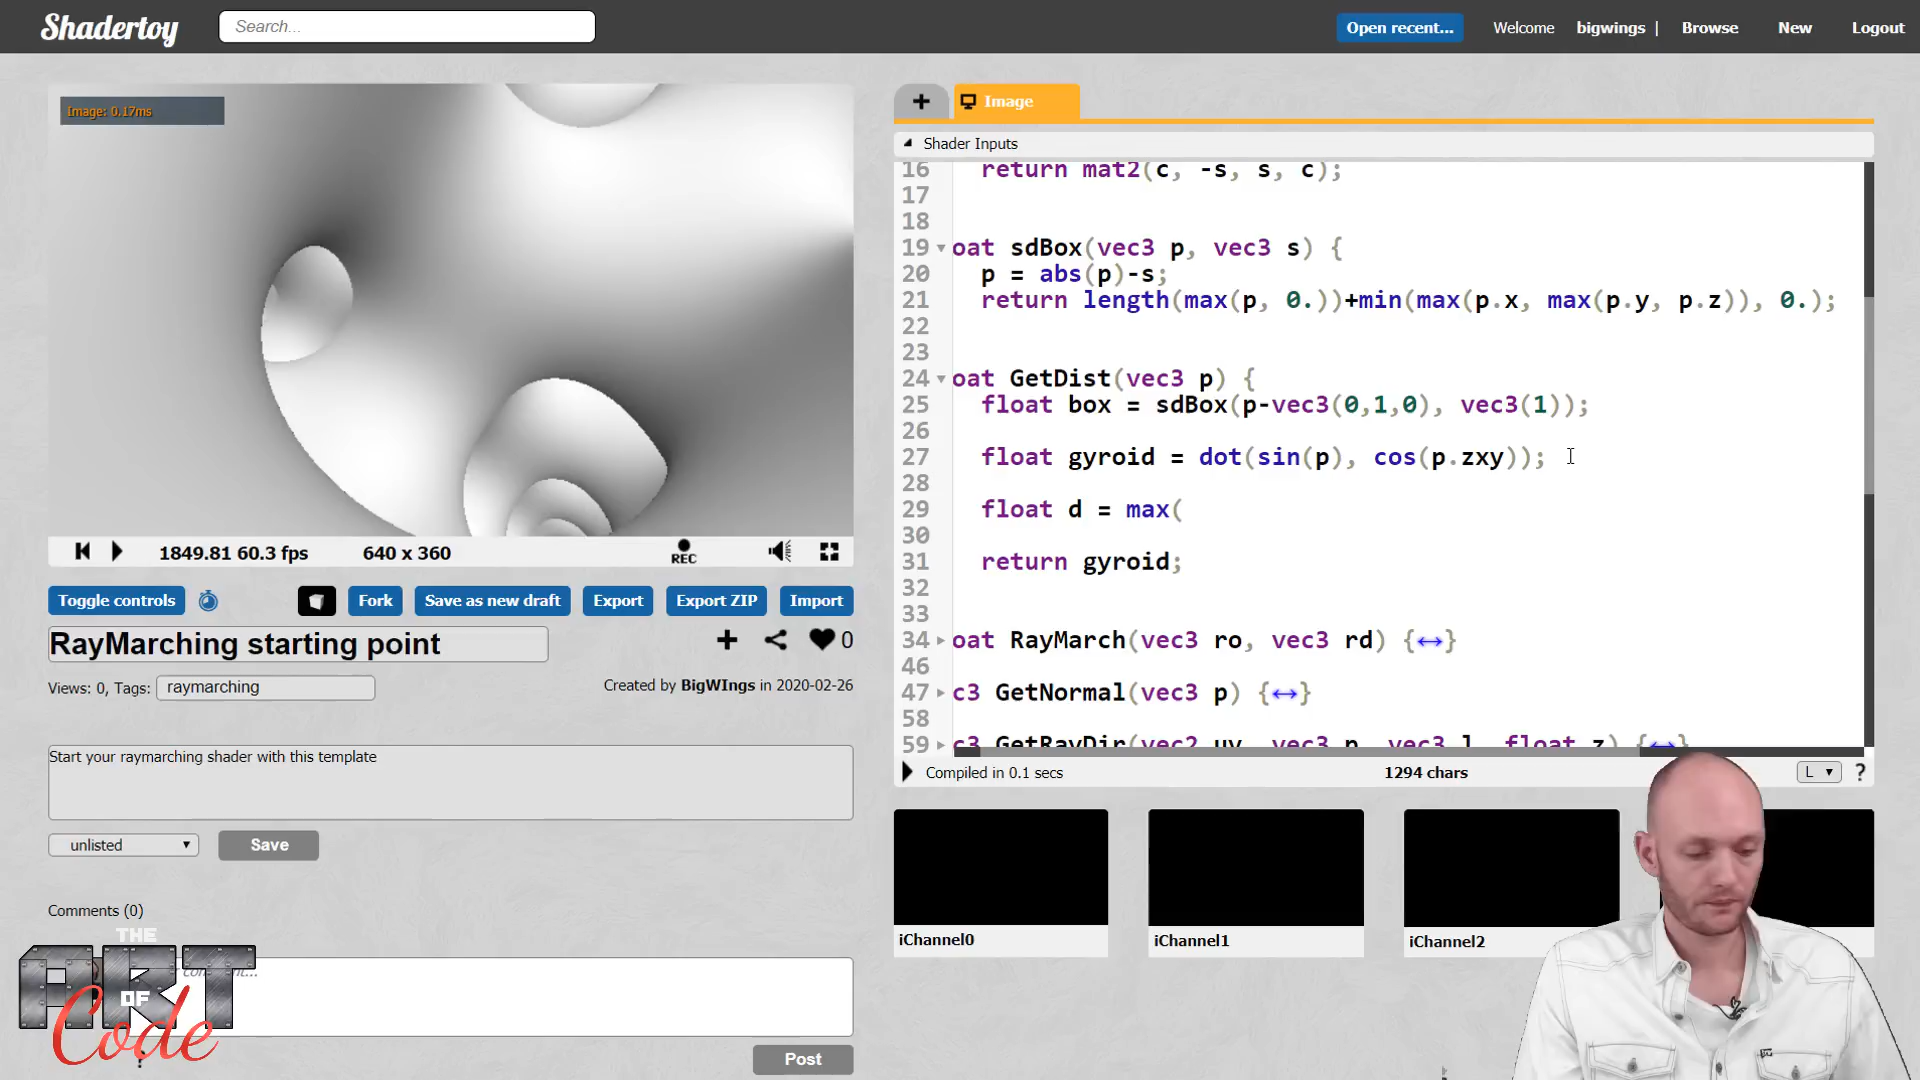 Shadertoy
Search...
Open recent...
Welcome bigwings |
Browse
New
Logout
Image: 0.17ms
1849.81 60.3 fps
640 x 360
REC
Toggle controls
Fork
Save as new draft
Export
Export ZIP
Import
RayMarching starting point
0
Views: 0, Tags: raymarching
Created by BigWIngs in 2020-02-26
Start your raymarching shader with this template
unlisted
Save
Comments (0)
Post
THE
ART
OF
Code
+
Image
Shader Inputs
16 return mat2(c, -s, s, c);
17
18
19 oat sdBox(vec3 p, vec3 s) {
20 p = abs(p)-s;
21 return length(max(p, 0.))+min(max(p.x, max(p.y, p.z)), 0.);
22
23
24 oat GetDist(vec3 p) {
25 float box = sdBox(p-vec3(0,1,0), vec3(1));
26
27 float gyroid = dot(sin(p), cos(p.zxy));
28
29 float d = max(
30
31 return gyroid;
32
33
34 oat RayMarch(vec3 ro, vec3 rd) {↔}
46
47 c3 GetNormal(vec3 p) {↔}
58
59 c3 GetRayDir(vec2 uv, vec3 p, vec3 l, float z) {↔}
Compiled in 0.1 secs
1294 chars
L
?
iChannel0
iChannel1
iChannel2